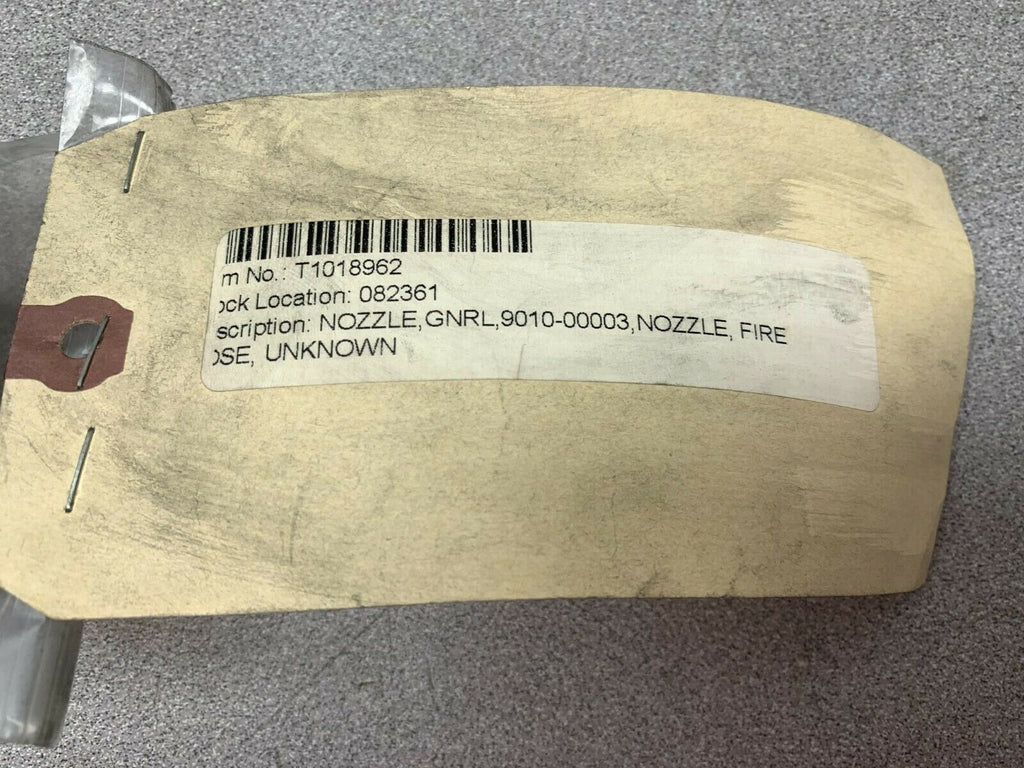 m No.: T1018962
ock Location: 082361
scription: NOZZLE,GNRL,9010-00003,NOZZLE, FIRE
OSE, UNKNOWN